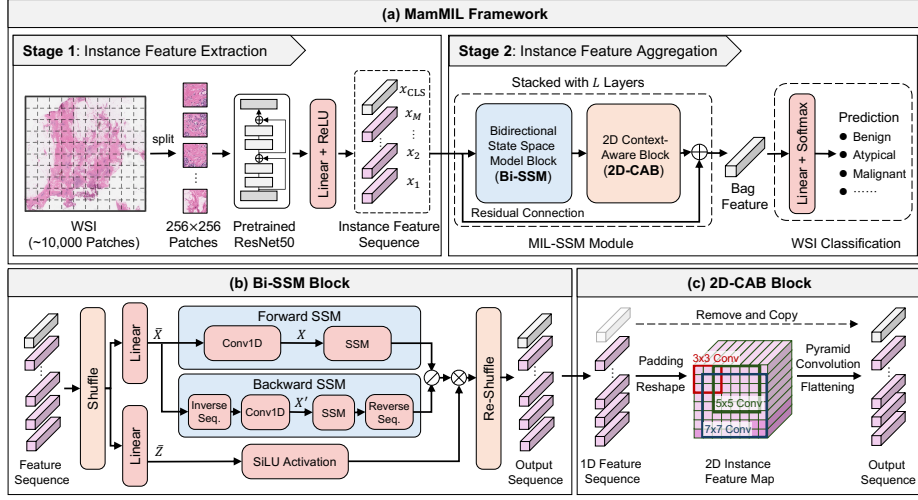 (a) MamMIL Framework
Stage 1: Instance Feature Extraction
split
WSI
(~10,000 Patches)
256×256
Patches
Pretrained
ResNet50
Linear + ReLU
x_CLS
x_M
⋮
x_2
x_1
Instance Feature
Sequence
Stage 2: Instance Feature Aggregation
Stacked with L Layers
Bidirectional
State Space
Model Block
(Bi-SSM)
2D Context-
Aware Block
(2D-CAB)
Residual Connection
MIL-SSM Module
Bag
Feature
Linear + Softmax
Prediction
● Benign
● Atypical
● Malignant
● ……
WSI Classification
(b) Bi-SSM Block
Feature
Sequence
Shuffle
Linear
X̄
Forward SSM
Conv1D
X
SSM
Backward SSM
Inverse
Seq.
Conv1D
X′
SSM
Reverse
Seq.
Linear
Z̄
SiLU Activation
Re-Shuffle
Output
Sequence
(c) 2D-CAB Block
Remove and Copy
Padding
Reshape
3x3 Conv
5x5 Conv
7x7 Conv
Pyramid
Convolution
Flattening
1D Feature
Sequence
2D Instance
Feature Map
Output
Sequence